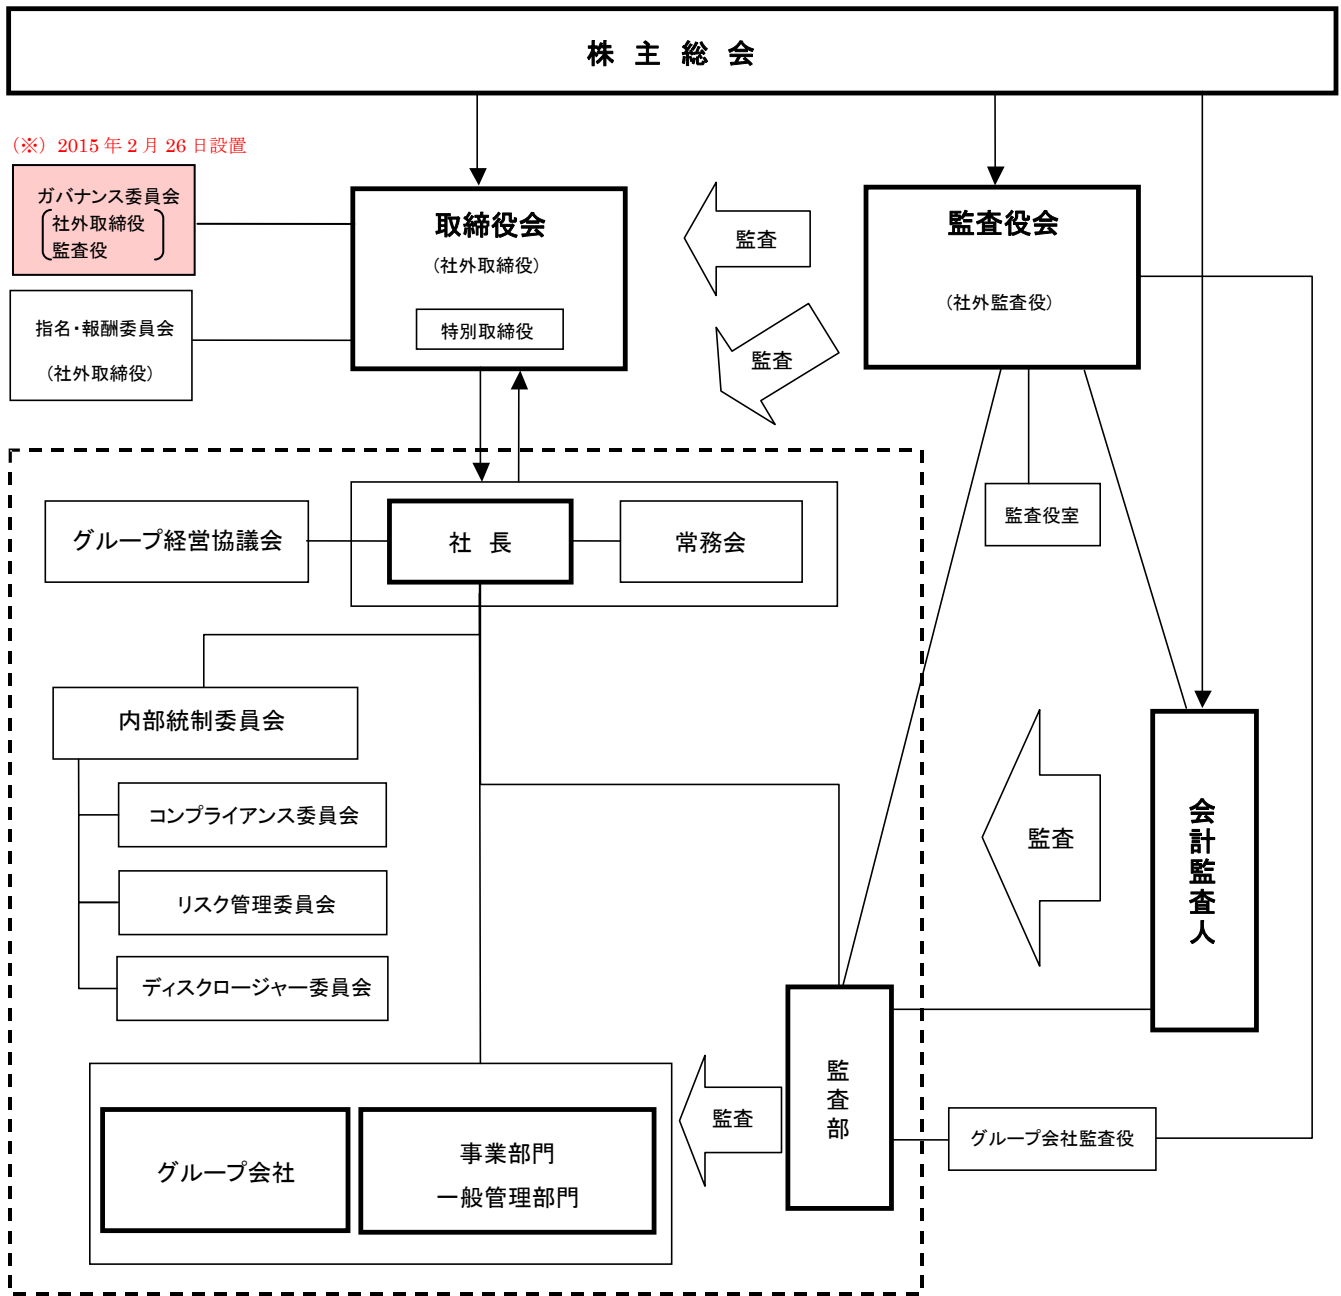 株 主 総 会
(※) 2015 年 2 月 26 日設置
ガバナンス委員会
社外取締役
監査役
取締役会
(社外取締役)
特別取締役
監査
監査役会
(社外監査役)
指名・報酬委員会
(社外取締役)
監査
グループ経営協議会
社 長
常務会
監査役室
内部統制委員会
コンプライアンス委員会
リスク管理委員会
ディスクロージャー委員会
監査
会計監査人
監査部
監査
グループ会社
事業部門
一般管理部門
グループ会社監査役